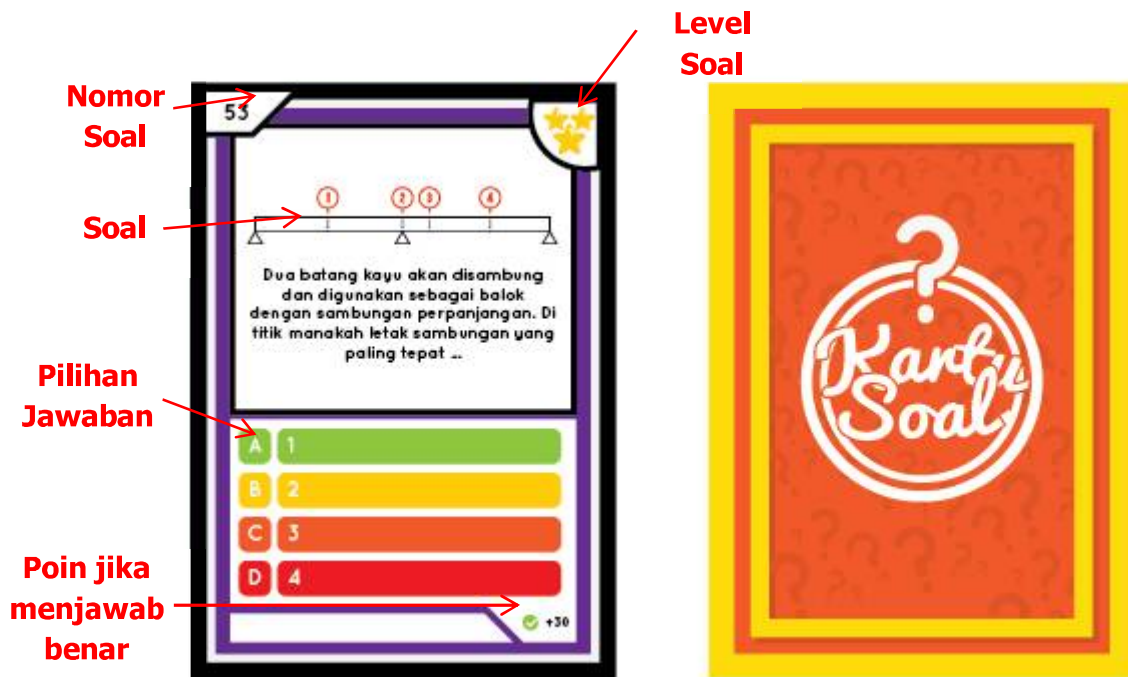 Level
Soal
Nomor
Soal
53
1 2 3 4
Soal
Dua batang kayu akan disambung
dan digunakan sebagai balok
dengan sambungan perpanjangan. Di
titik manakah letak sambungan yang
paling tepat ...
Pilihan
Jawaban
A 1
B 2
C 3
D 4
Poin jika
menjawab
benar
+30
?
Kartu
Soal